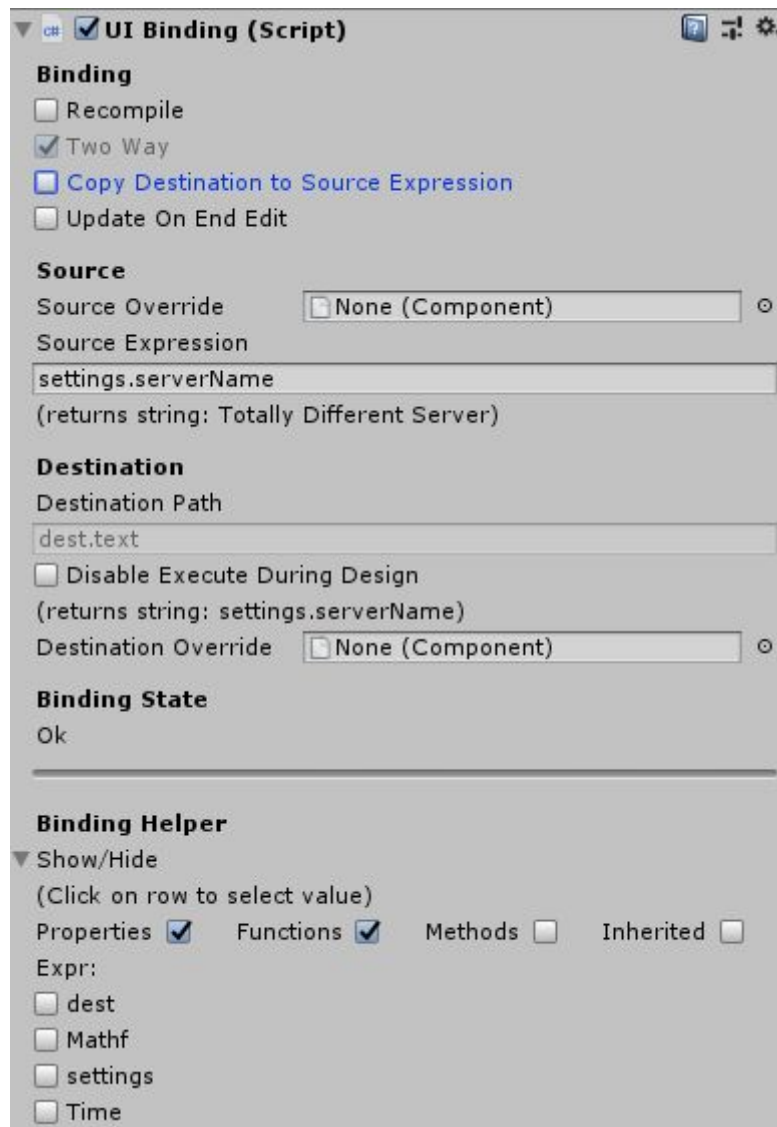 c# UI Binding (Script)
Binding
Recompile
Two Way
Copy Destination to Source Expression
Update On End Edit
Source
Source Override None (Component)
Source Expression
settings.serverName
(returns string: Totally Different Server)
Destination
Destination Path
dest.text
Disable Execute During Design
(returns string: settings.serverName)
Destination Override None (Component)
Binding State
Ok
Binding Helper
Show/Hide
(Click on row to select value)
Properties Functions Methods Inherited
Expr:
dest
Mathf
settings
Time